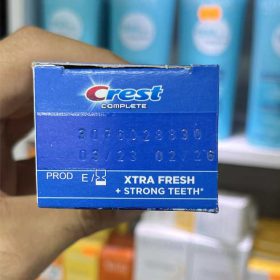 Crest
COMPLETE
3076028830
03/23 02/26
PROD E/
XTRA FRESH
+ STRONG TEETH*